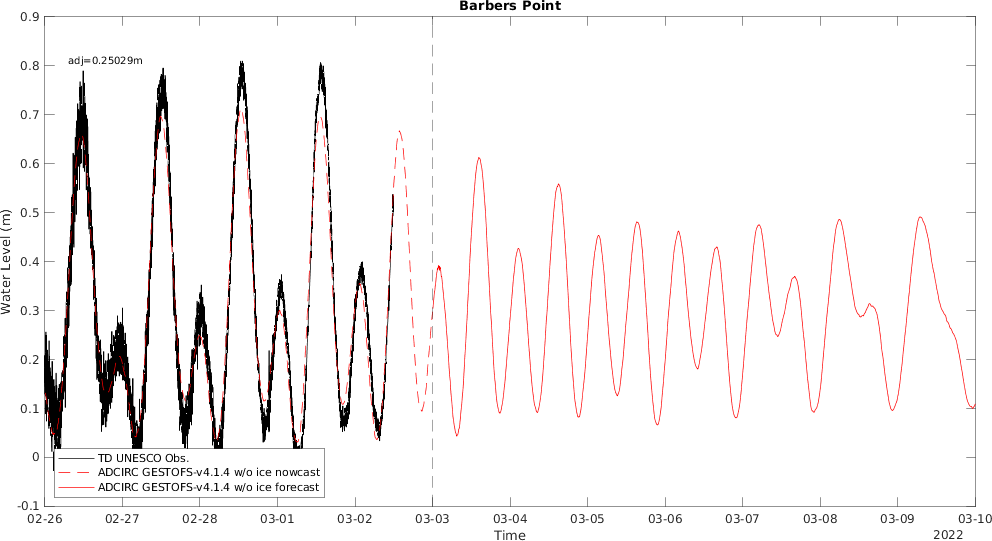 Barbers Point
0.9
0.8
0.7
0.6
0.5
0.4
0.3
0.2
0.1
0
-0.1
Water Level (m)
adj=0.25029m
TD UNESCO Obs.
ADCIRC GESTOFS-v4.1.4 w/o ice nowcast
ADCIRC GESTOFS-v4.1.4 w/o ice forecast
02-26 02-27 02-28 03-01 03-02 03-03 03-04 03-05 03-06 03-07 03-08 03-09 03-10
Time
2022